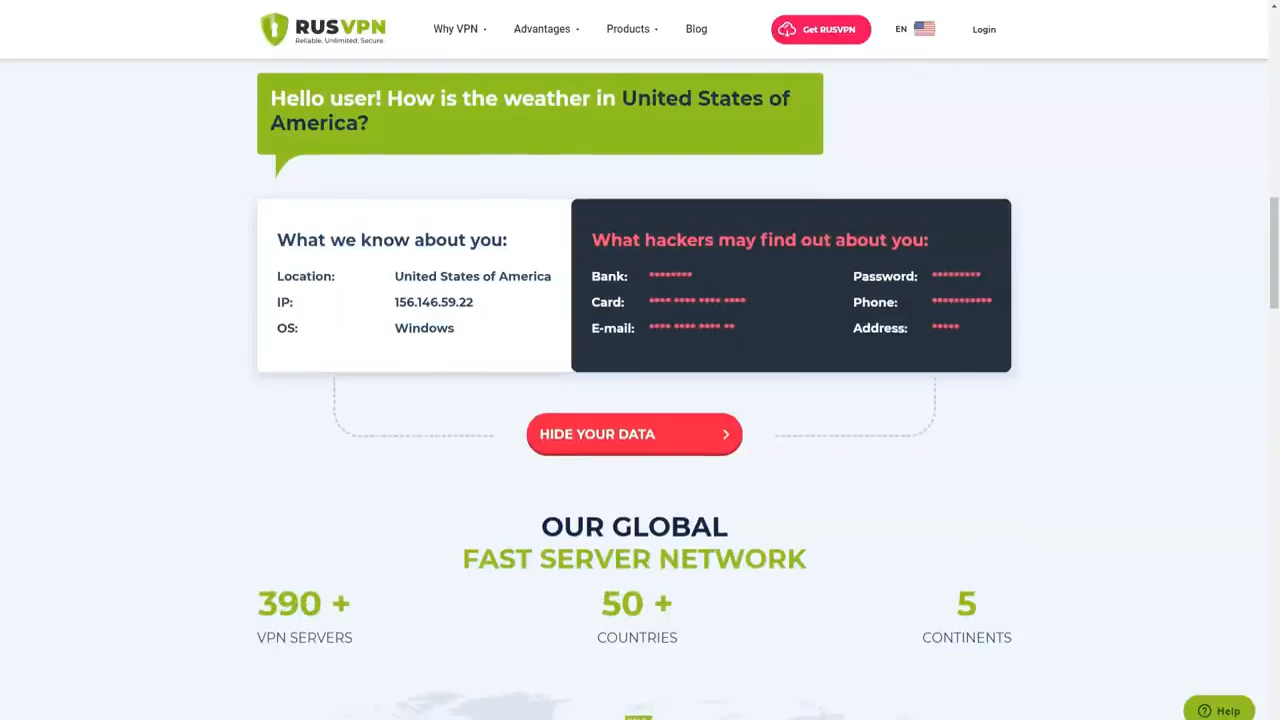 RUSVPN
Reliable. Unlimited. Secure.
Why VPN
Advantages
Products
Blog
Get RUSVPN
EN
Login
Hello user! How is the weather in United States of
America?
What we know about you:
Location: United States of America
IP: 156.146.59.22
OS: Windows
What hackers may find out about you:
Bank: ********
Card: **** **** **** ****
E-mail: **** **** **** **
Password: *********
Phone: ***********
Address: *****
HIDE YOUR DATA
OUR GLOBAL
FAST SERVER NETWORK
390 +
VPN SERVERS
50 +
COUNTRIES
5
CONTINENTS
Help